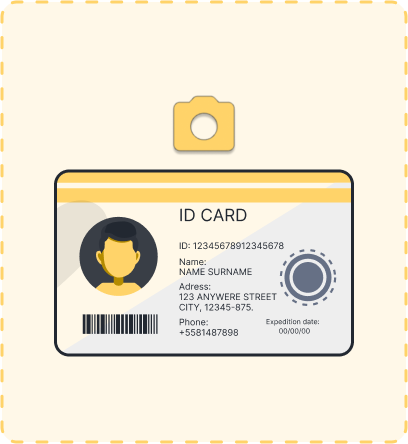 ID CARD
ID: 12345678912345678
Name:
NAME SURNAME
Adress:
123 ANYWERE STREET
CITY, 12345-875.
Phone:
+5581487898
Expedition date:
00/00/00